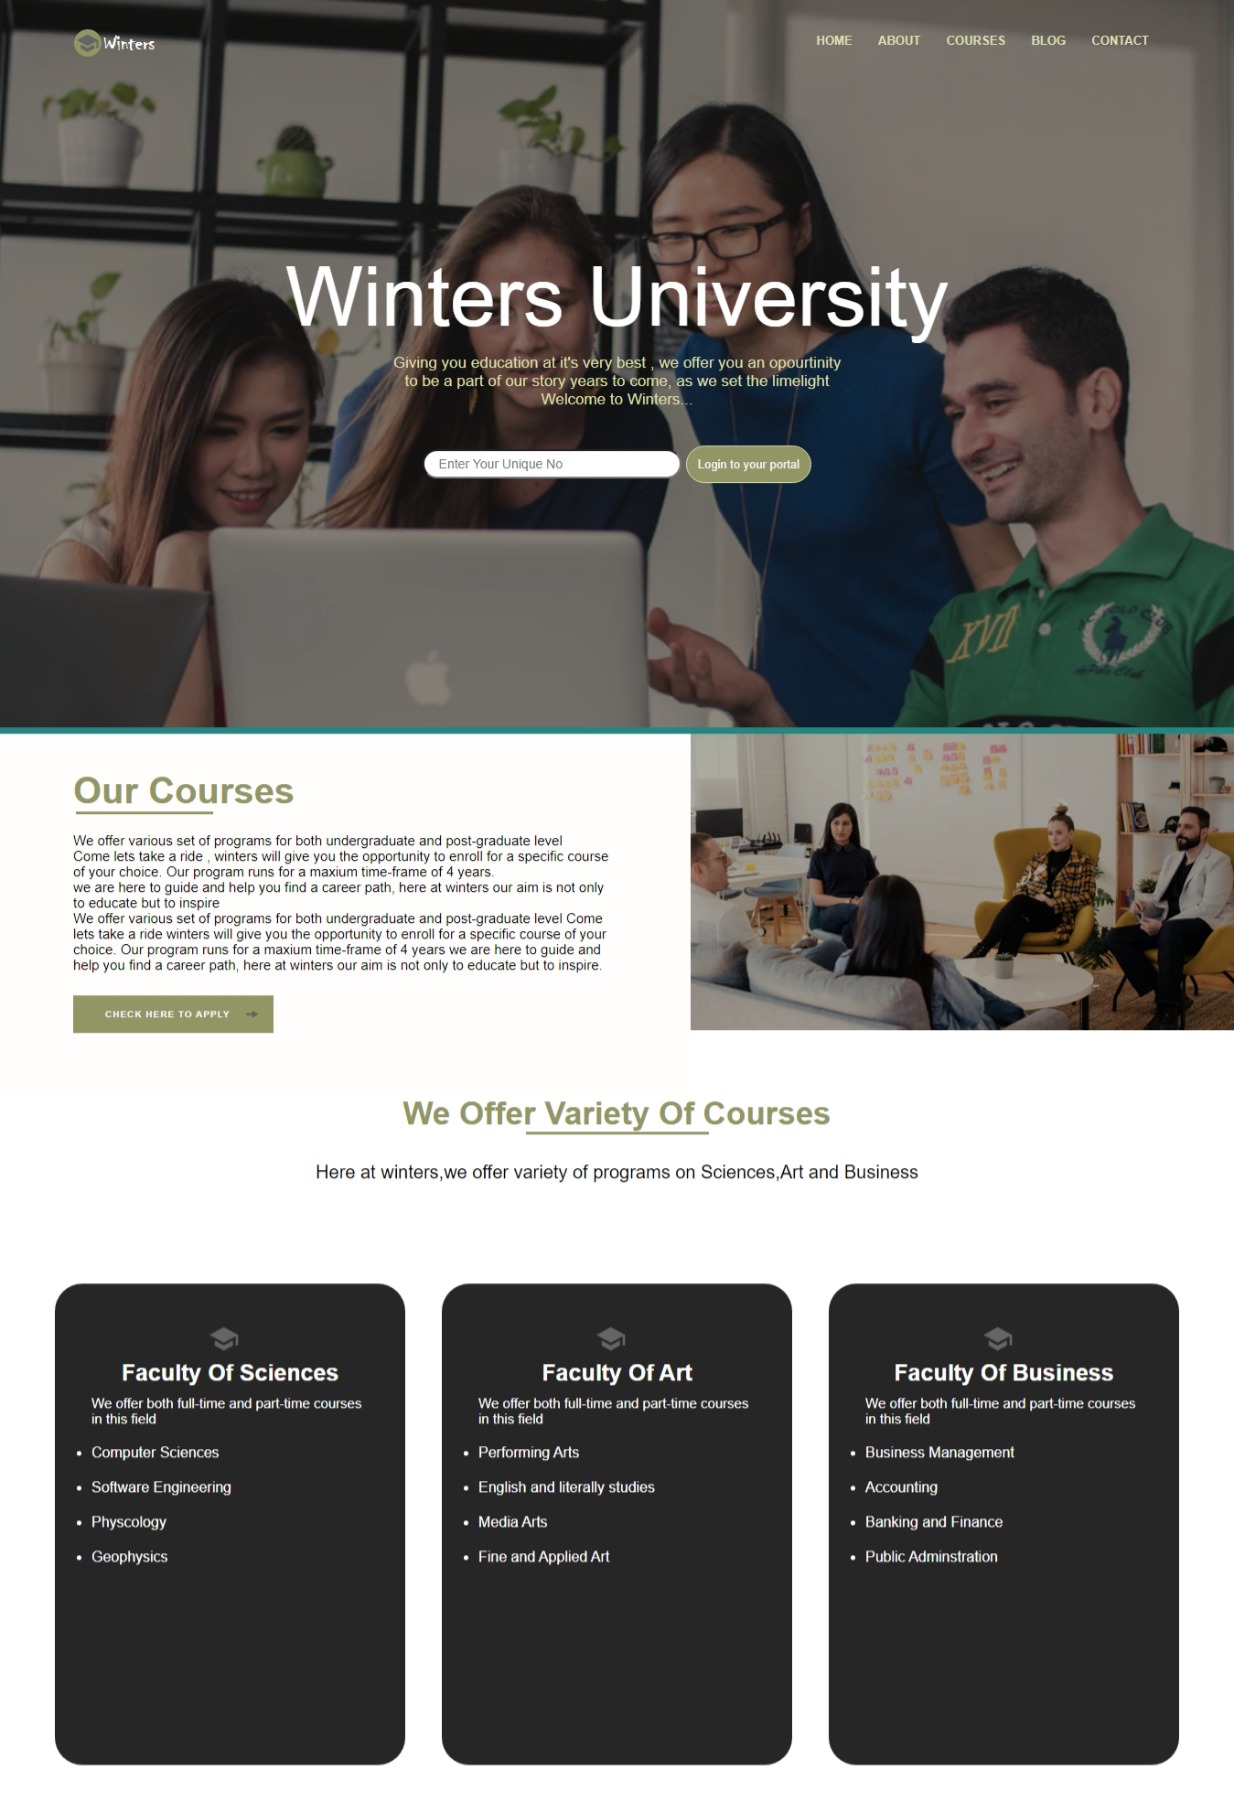 Winters
HOME ABOUT COURSES BLOG CONTACT
Winters University
Giving you education at it's very best , we offer you an opourtinity
to be a part of our story years to come, as we set the limelight
Welcome to Winters...
Enter Your Unique No
Login to your portal
XVII
Our Courses
We offer various set of programs for both undergraduate and post-graduate level
Come lets take a ride , winters will give you the opportunity to enroll for a specific course
of your choice. Our program runs for a maxium time-frame of 4 years.
we are here to guide and help you find a career path, here at winters our aim is not only
to educate but to inspire
We offer various set of programs for both undergraduate and post-graduate level Come
lets take a ride winters will give you the opportunity to enroll for a specific course of your
choice. Our program runs for a maxium time-frame of 4 years we are here to guide and
help you find a career path, here at winters our aim is not only to educate but to inspire.
CHECK HERE TO APPLY
We Offer Variety Of Courses
Here at winters,we offer variety of programs on Sciences,Art and Business
Faculty Of Sciences
We offer both full-time and part-time courses
in this field
• Computer Sciences
• Software Engineering
• Physcology
• Geophysics
Faculty Of Art
We offer both full-time and part-time courses
in this field
• Performing Arts
• English and literally studies
• Media Arts
• Fine and Applied Art
Faculty Of Business
We offer both full-time and part-time courses
in this field
• Business Management
• Accounting
• Banking and Finance
• Public Adminstration